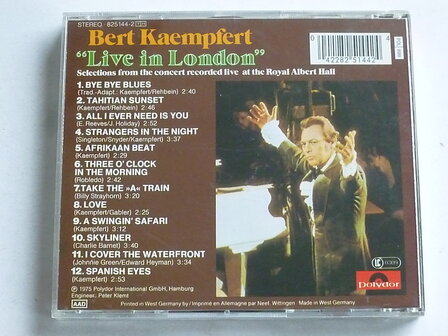 STEREO 825144-2
Bert Kaempfert
“Live in London”
Selections from the concert recorded live at the Royal Albert Hall
0
42282 51442
4
1. BYE BYE BLUES
(Trad.-Adapt.: Kaempfert/Rehbein) 2:40
2. TAHITIAN SUNSET
(Kaempfert/Rehbein) 2:46
3. ALL I EVER NEED IS YOU
(E. Reeves/J. Holiday) 2:52
4. STRANGERS IN THE NIGHT
(Singleton/Snyder/Kaempfert) 3:37
5. AFRIKAAN BEAT
(Kaempfert) 2:29
6. THREE O´CLOCK
IN THE MORNING
(Robledo) 2:42
7. TAKE THE »A« TRAIN
(Billy Strayhorn) 3:20
8. LOVE
(Kaempfert/Gabler) 2:25
9. A SWINGIN´ SAFARI
(Kaempfert) 3:12
10. SKYLINER
(Charlie Barnet) 3:30
11. I COVER THE WATERFRONT
(Johnnie Green/Edward Heyman) 3:34
12. SPANISH EYES
(Kaempfert) 2:53
℗ 1975 Polydor International GmbH, Hamburg
Engineer, Peter Klemt
AAD
Printed in West Germany / Imprimé en Allemagne par Neef. Wittingen Made in West Germany
LC
0309
Polydor